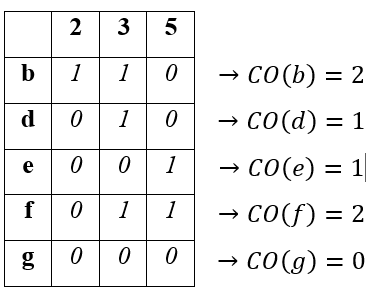 2 3 5
b 1 1 0 → CO(b) = 2
d 0 1 0 → CO(d) = 1
e 0 0 1 → CO(e) = 1
f 0 1 1 → CO(f) = 2
g 0 0 0 → CO(g) = 0